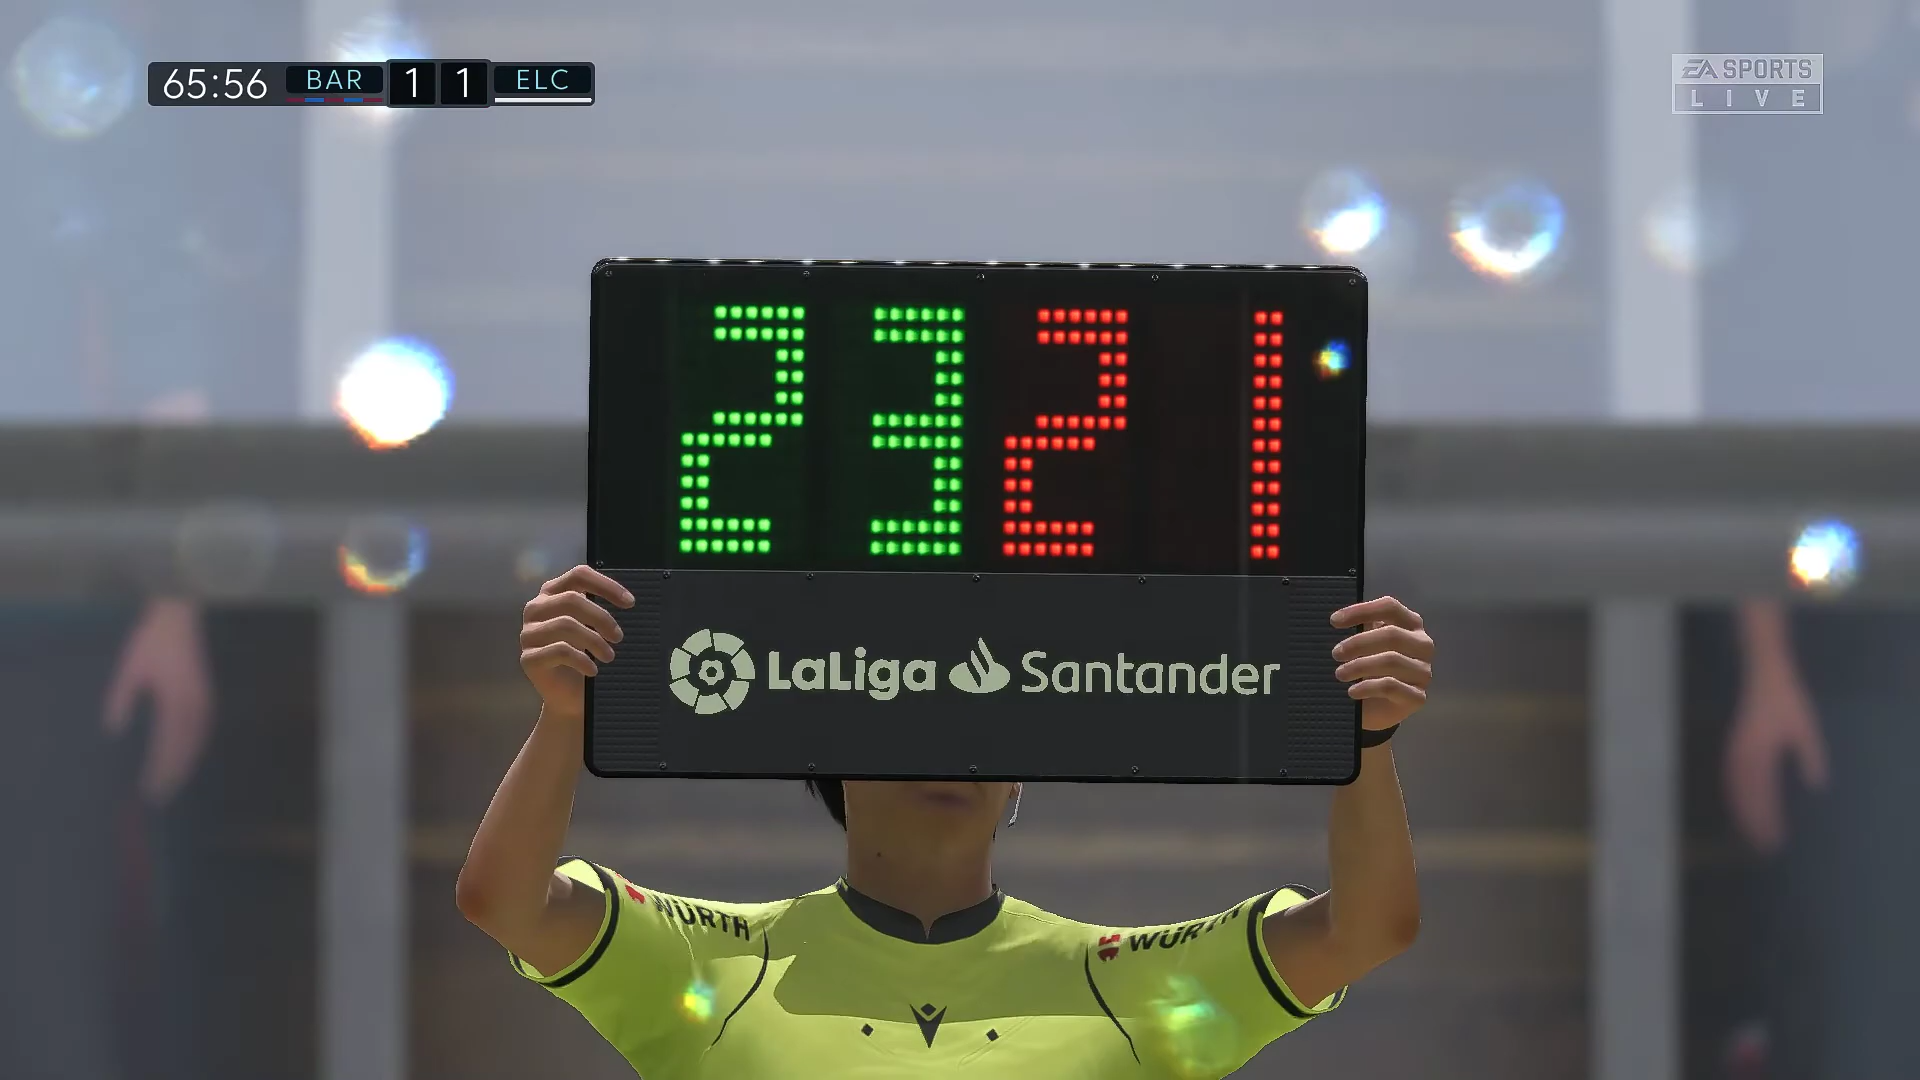 65:56 BAR 1 1 ELC
EA SPORTS
LIVE
23 21
LaLiga Santander
WÜRTH
WÜRTH